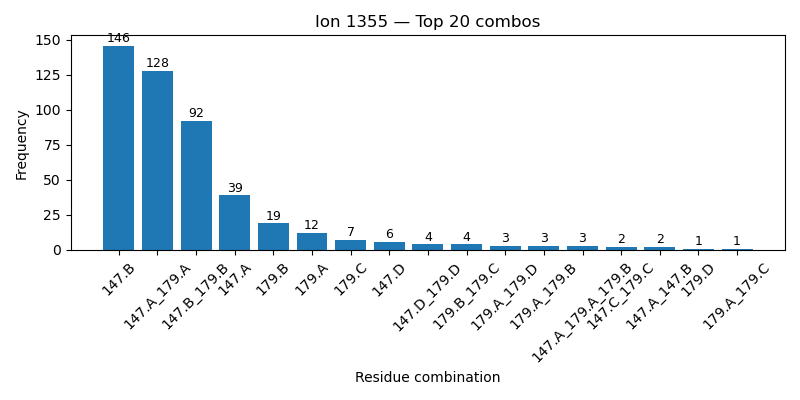 Ion 1355 — Top 20 combos
Frequency
150
125
100
75
50
25
0
146
128
92
39
19
12
7
6
4
4
3
3
3
2
2
1
1
147.B
147.A_179.A
147.B_179.B
147.A
179.B
179.A
179.C
147.D
147.D_179.D
179.B_179.C
179.A_179.D
179.A_179.B
147.A_179.A_179.B
147.C_179.C
147.A_147.B
179.D
179.A_179.C
Residue combination